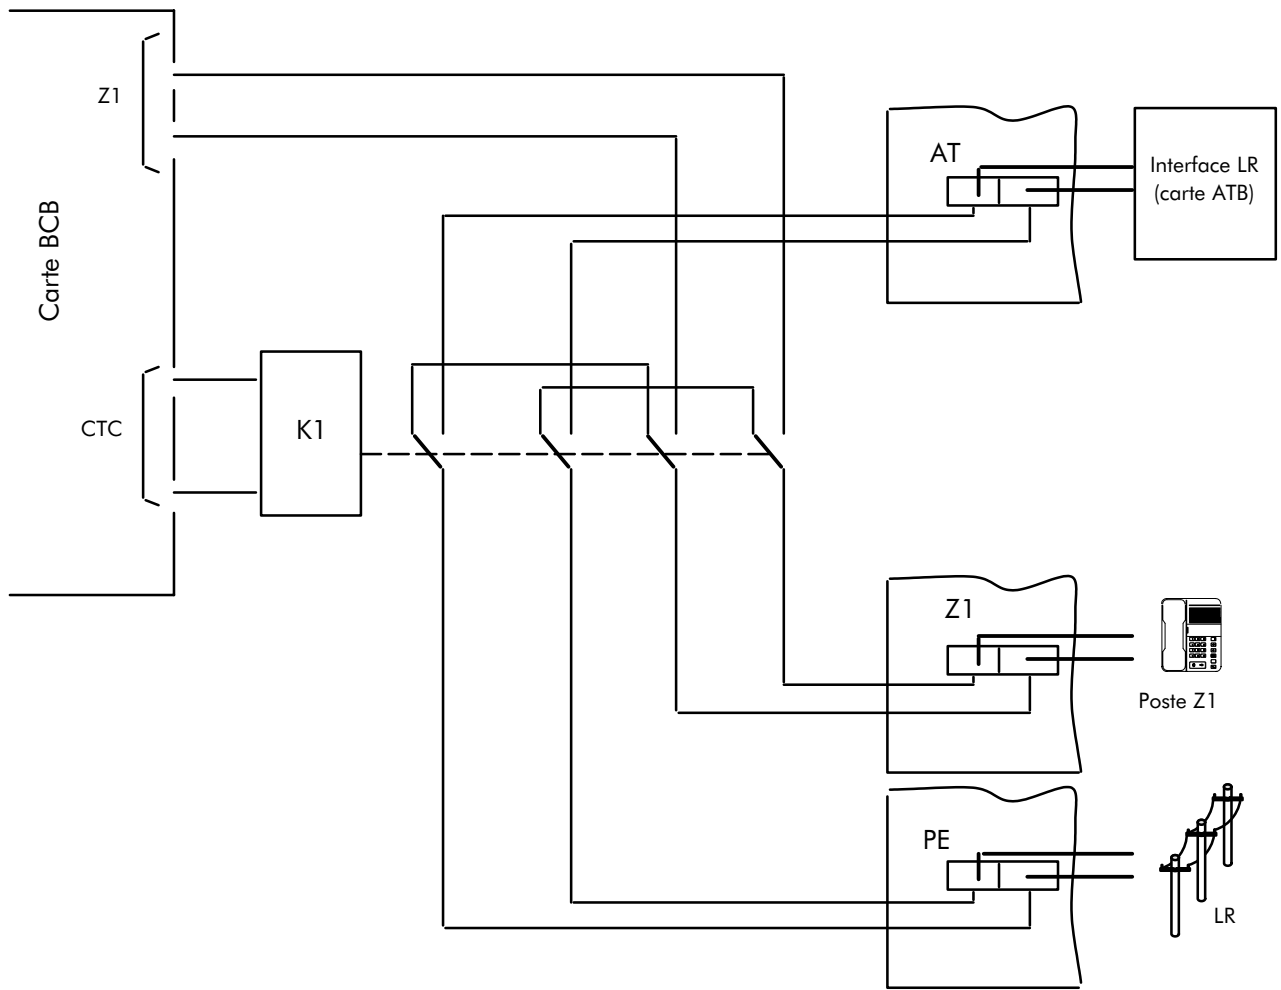 Z1
AT
Interface LR
(carte ATB)
Carte BCB
CTC
K1
Z1
Poste Z1
PE
LR